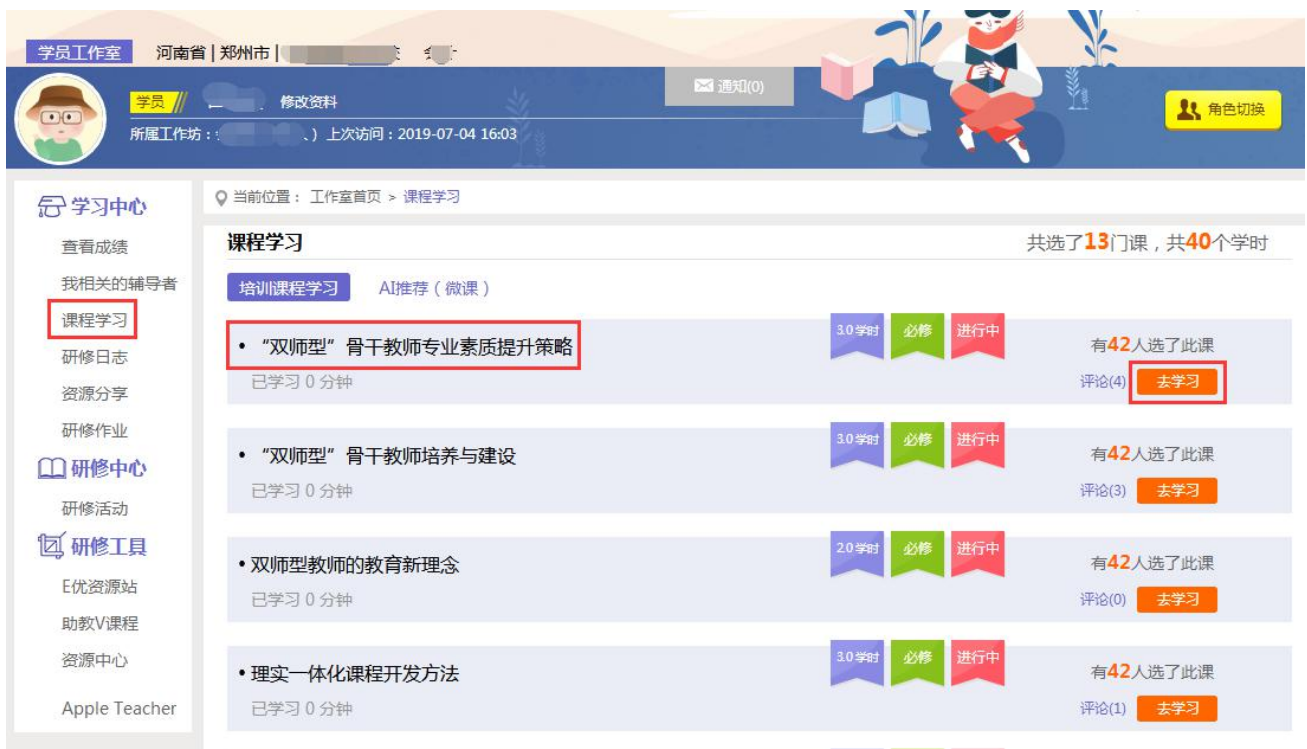 学员工作室 河南省 | 郑州市 |
通知(0)
学员 // 修改资料
角色切换
所属工作坊: ) 上次访问:2019-07-04 16:03
学习中心
查看成绩
我相关的辅导者
课程学习
研修日志
资源分享
研修作业
研修中心
研修活动
研修工具
E优资源站
助教V课程
资源中心
Apple Teacher
当前位置: 工作室首页 > 课程学习
课程学习 共选了13门课,共40个学时
培训课程学习 AI推荐(微课)
• “双师型”骨干教师专业素质提升策略 3.0学时 必修 进行中 有42人选了此课
已学习 0 分钟 评论(4) 去学习
• “双师型”骨干教师培养与建设 3.0学时 必修 进行中 有42人选了此课
已学习 0 分钟 评论(3) 去学习
• 双师型教师的教育新理念 2.0学时 必修 进行中 有42人选了此课
已学习 0 分钟 评论(0) 去学习
• 理实一体化课程开发方法 3.0学时 必修 进行中 有42人选了此课
已学习 0 分钟 评论(1) 去学习